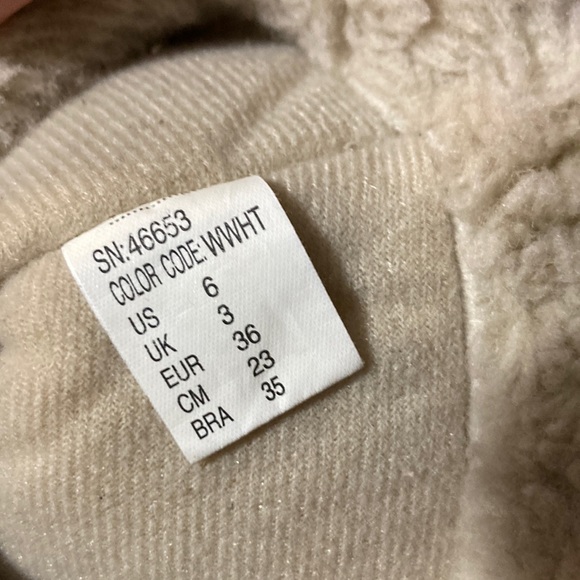 SN:46653
COLOR CODE:WWHT
US 6
UK 3
EUR 36
CM 23
BRA 35